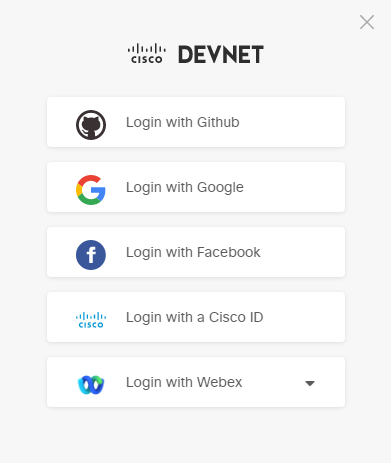 CISCO DEVNET
Login with Github
Login with Google
Login with Facebook
CISCO
Login with a Cisco ID
Login with Webex